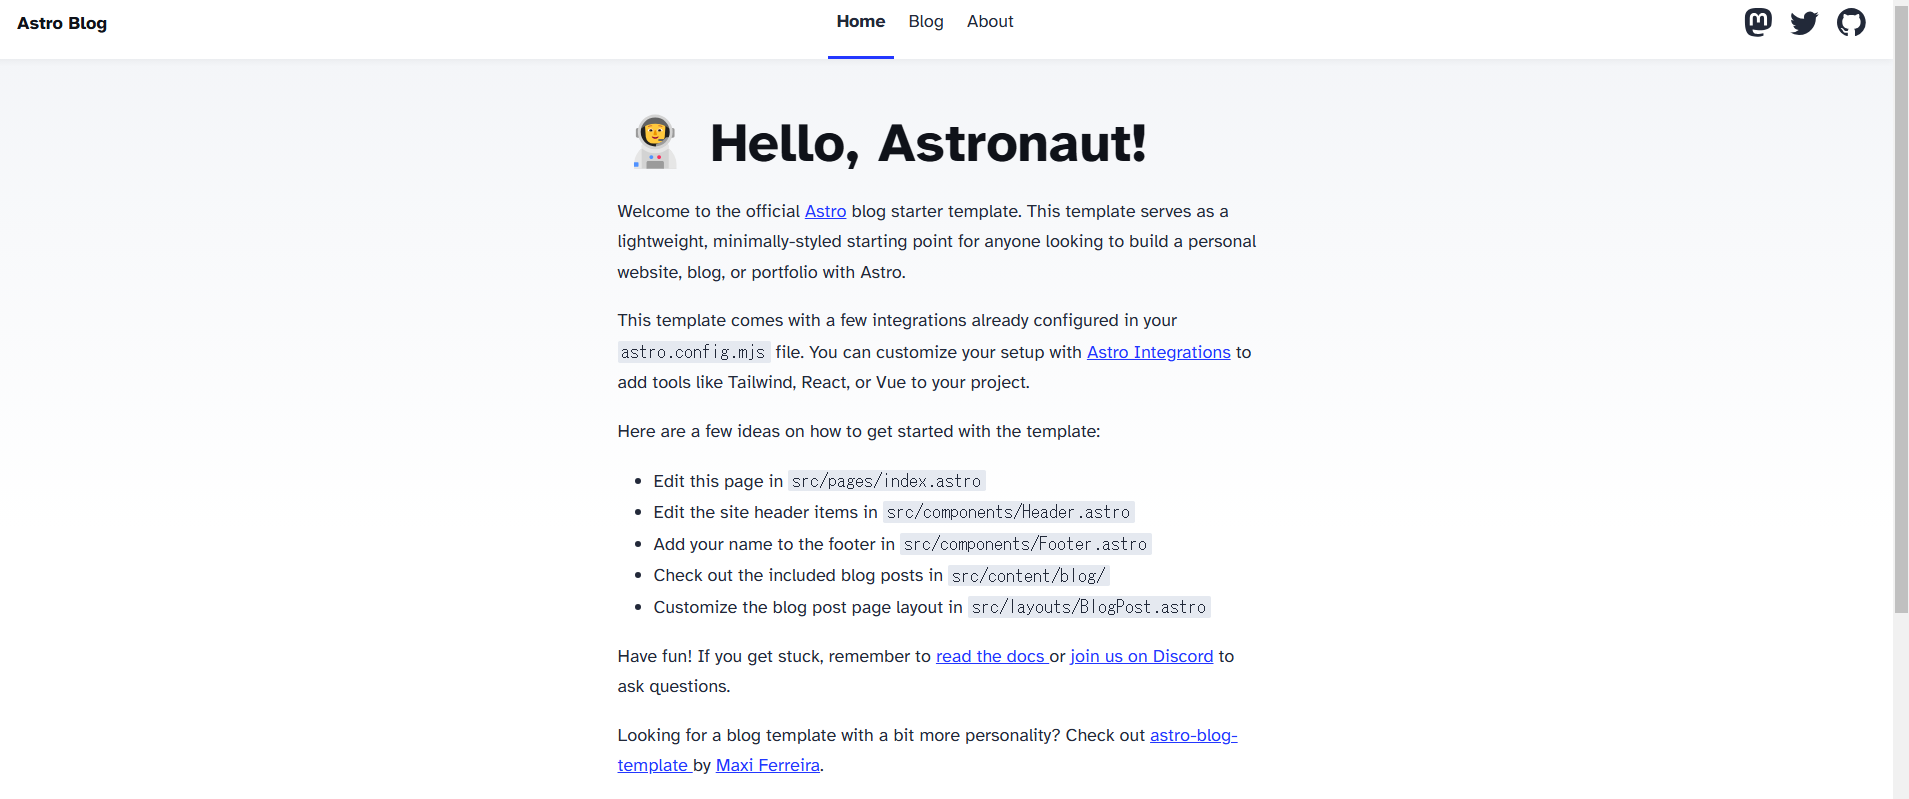 Astro Blog
Home Blog About
🧑‍🚀 Hello, Astronaut!
Welcome to the official Astro blog starter template. This template serves as a
lightweight, minimally-styled starting point for anyone looking to build a personal
website, blog, or portfolio with Astro.
This template comes with a few integrations already configured in your
astro.config.mjs file. You can customize your setup with Astro Integrations to
add tools like Tailwind, React, or Vue to your project.
Here are a few ideas on how to get started with the template:
• Edit this page in src/pages/index.astro
• Edit the site header items in src/components/Header.astro
• Add your name to the footer in src/components/Footer.astro
• Check out the included blog posts in src/content/blog/
• Customize the blog post page layout in src/layouts/BlogPost.astro
Have fun! If you get stuck, remember to read the docs or join us on Discord to
ask questions.
Looking for a blog template with a bit more personality? Check out astro-blog-
template by Maxi Ferreira.